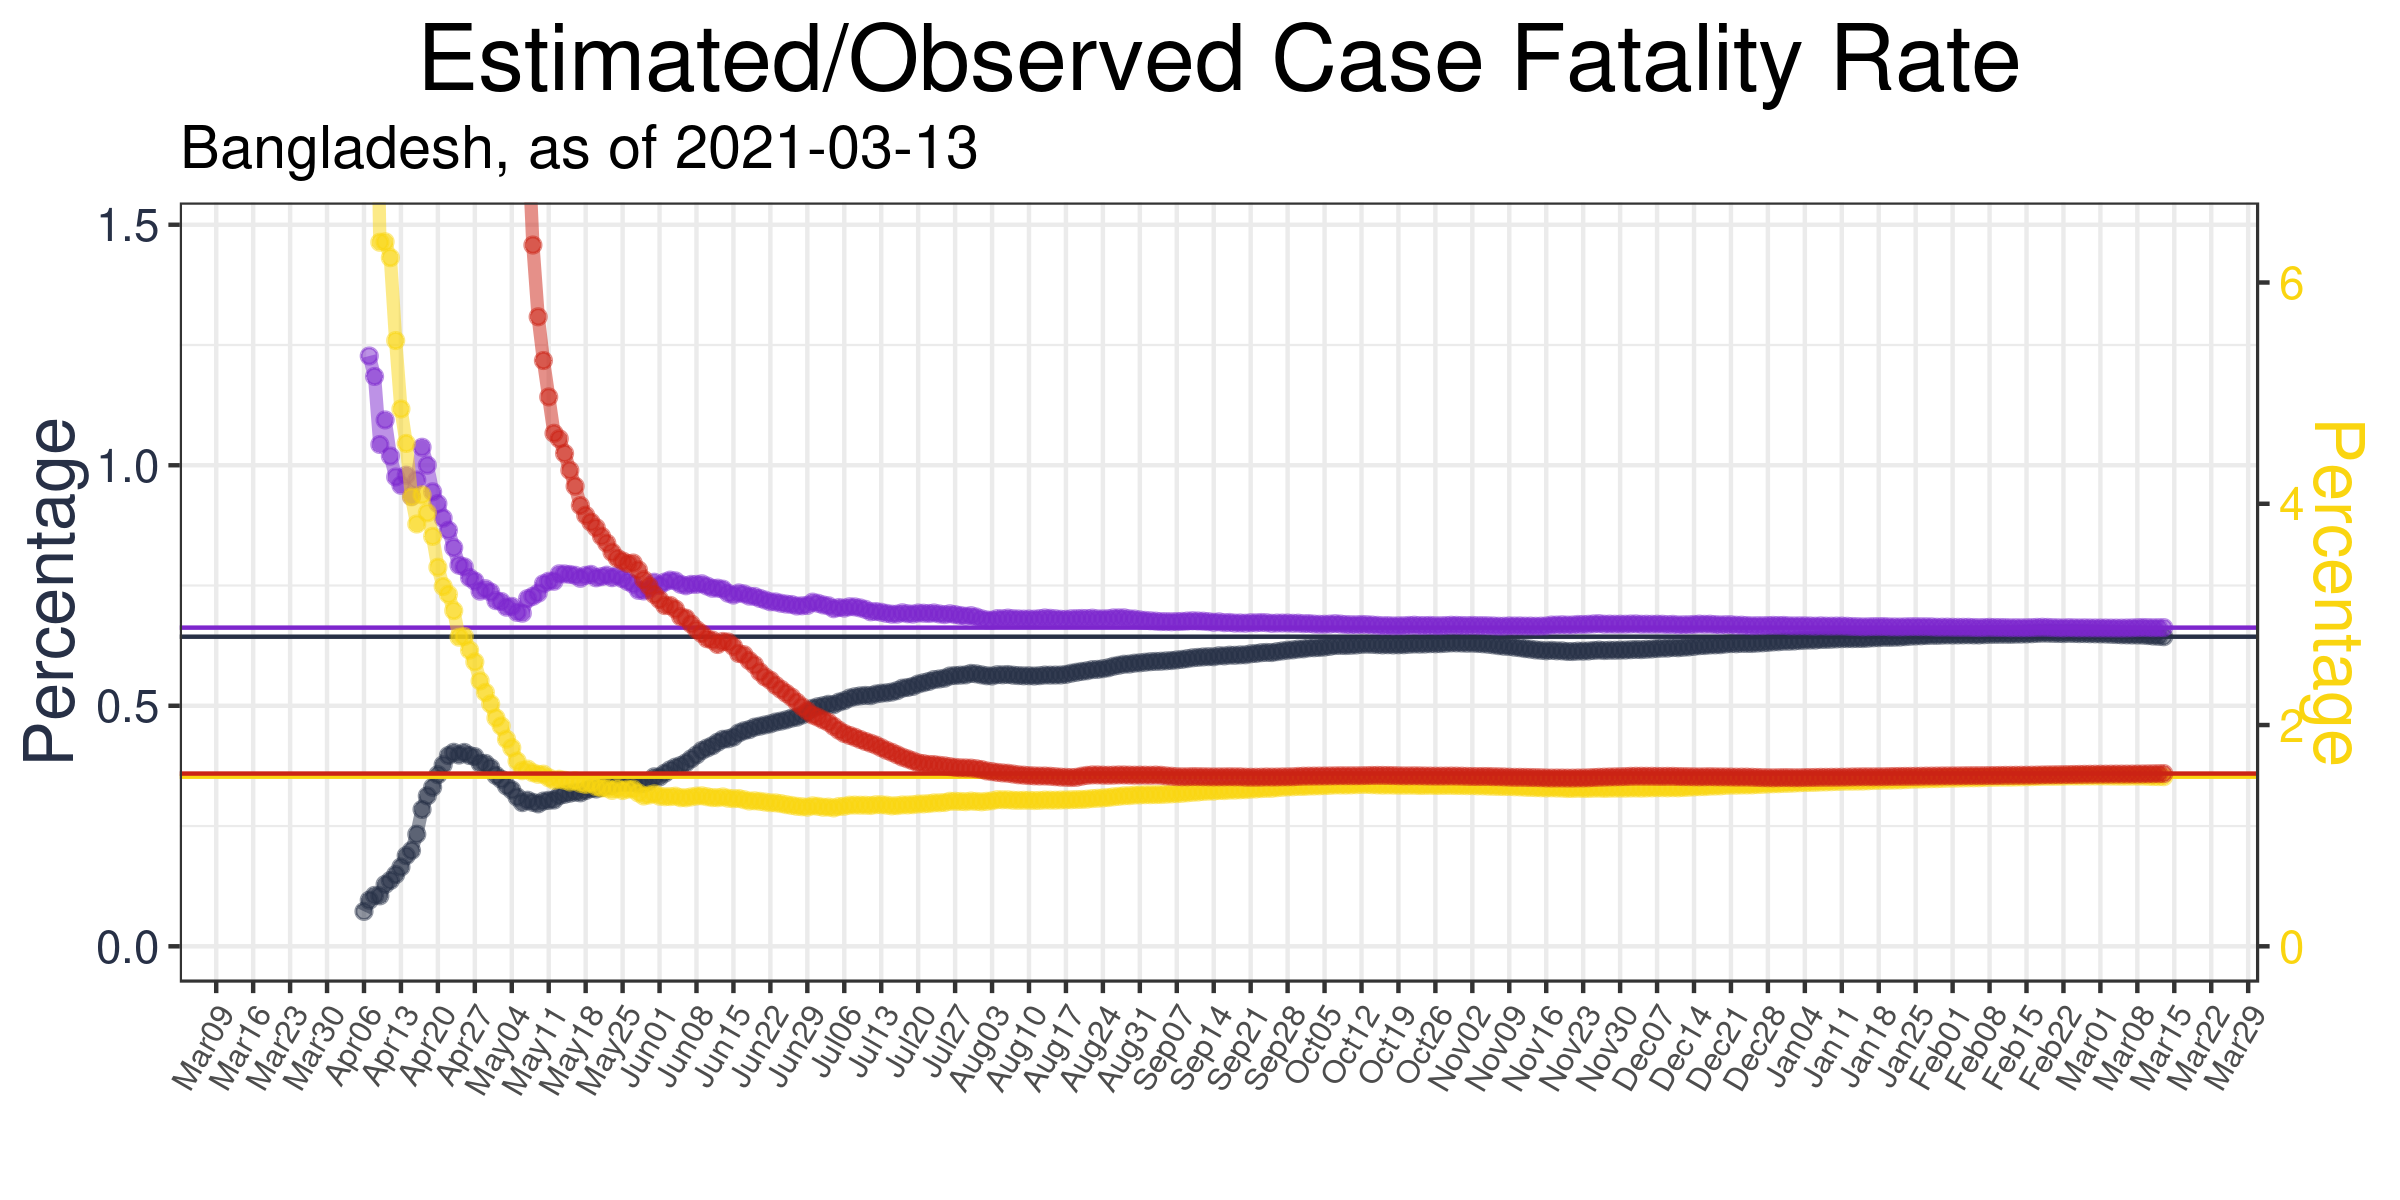 Estimated/Observed Case Fatality Rate
Bangladesh, as of 2021-03-13
Percentage
1.5
1.0
0.5
0.0
6
4
2
0
Percentage
Mar09
Mar16
Mar23
Mar30
Apr06
Apr13
Apr20
Apr27
May04
May11
May18
May25
Jun01
Jun08
Jun15
Jun22
Jun29
Jul06
Jul13
Jul20
Jul27
Aug03
Aug10
Aug17
Aug24
Aug31
Sep07
Sep14
Sep21
Sep28
Oct05
Oct12
Oct19
Oct26
Nov02
Nov09
Nov16
Nov23
Nov30
Dec07
Dec14
Dec21
Dec28
Dec04
Jan11
Jan18
Jan25
Jan25
Feb01
Feb08
Feb15
Feb22
Mar01
Mar08
Mar15
Mar22
Mar29